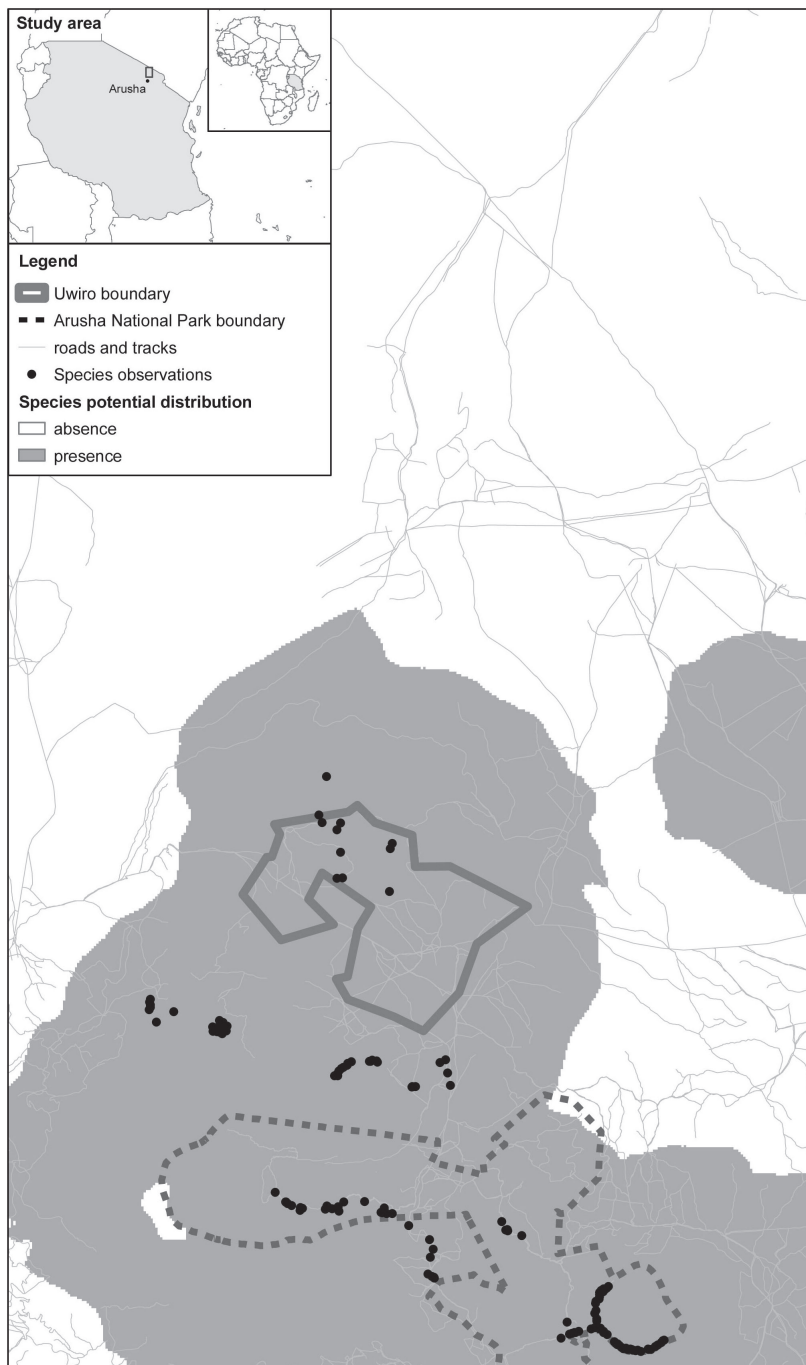 Study area
Arusha
Legend
Uwiro boundary
Arusha National Park boundary
roads and tracks
Species observations
Species potential distribution
absence
presence